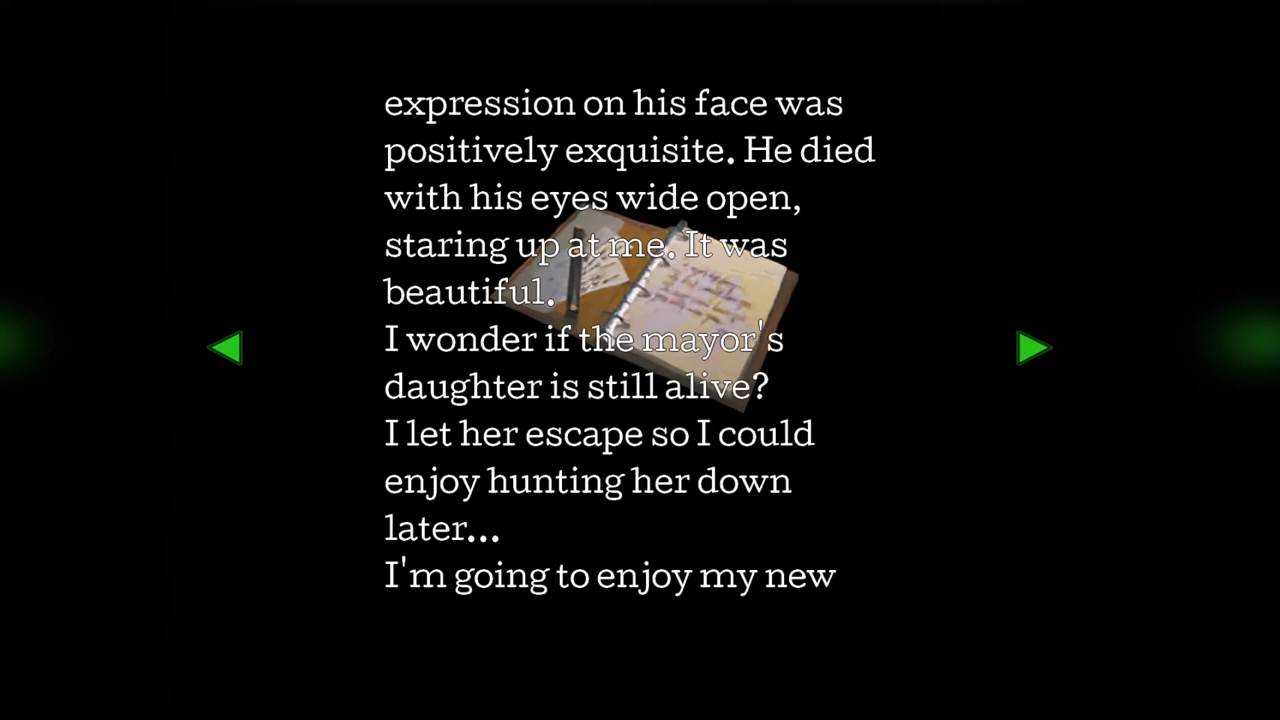 expression on his face was
positively exquisite. He died
with his eyes wide open,
staring up at me. It was
beautiful.
I wonder if the mayor's
daughter is still alive?
I let her escape so I could
enjoy hunting her down
later...
I'm going to enjoy my new